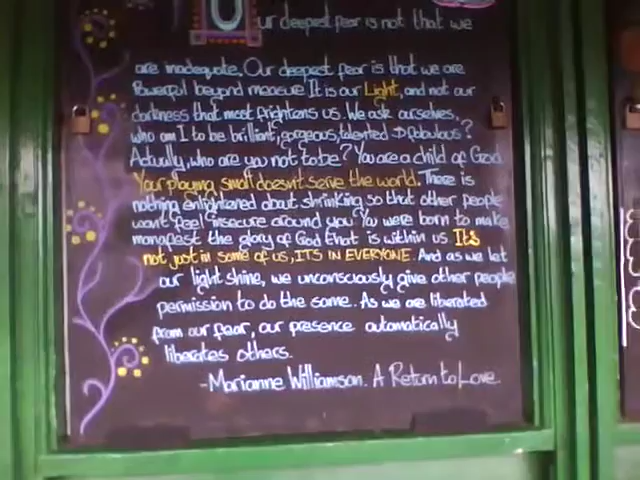 Our deepest fear is not that we
are inadequate. Our deepest fear is that we are
Powerful beyond measure. It is our Light, and not our
darkness that most frightens us. We ask ourselves,
who am I to be brilliant, gorgeous, talented & fabulous?
Actually, who are you not to be? You are a child of God.
Your playing small doesn't serve the world. There is
nothing enlightened about shrinking so that other people
wont feel insecure around you. You were born to make
manifest the glory of God that is within us. It's
not just in some of us, ITS IN EVERYONE. And as we let
our light shine, we unconsciously give other people
permission to do the same. As we are liberated
from our fear, our presence automatically
liberates others.
-Marianne Williamson. A Return to Love.